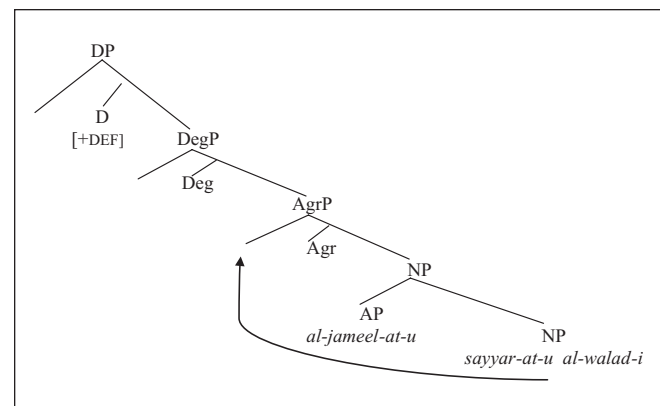 DP
D
[+DEF]
DegP
Deg
AgrP
Agr
NP
AP NP
al-jameel-at-u sayyar-at-u al-walad-i